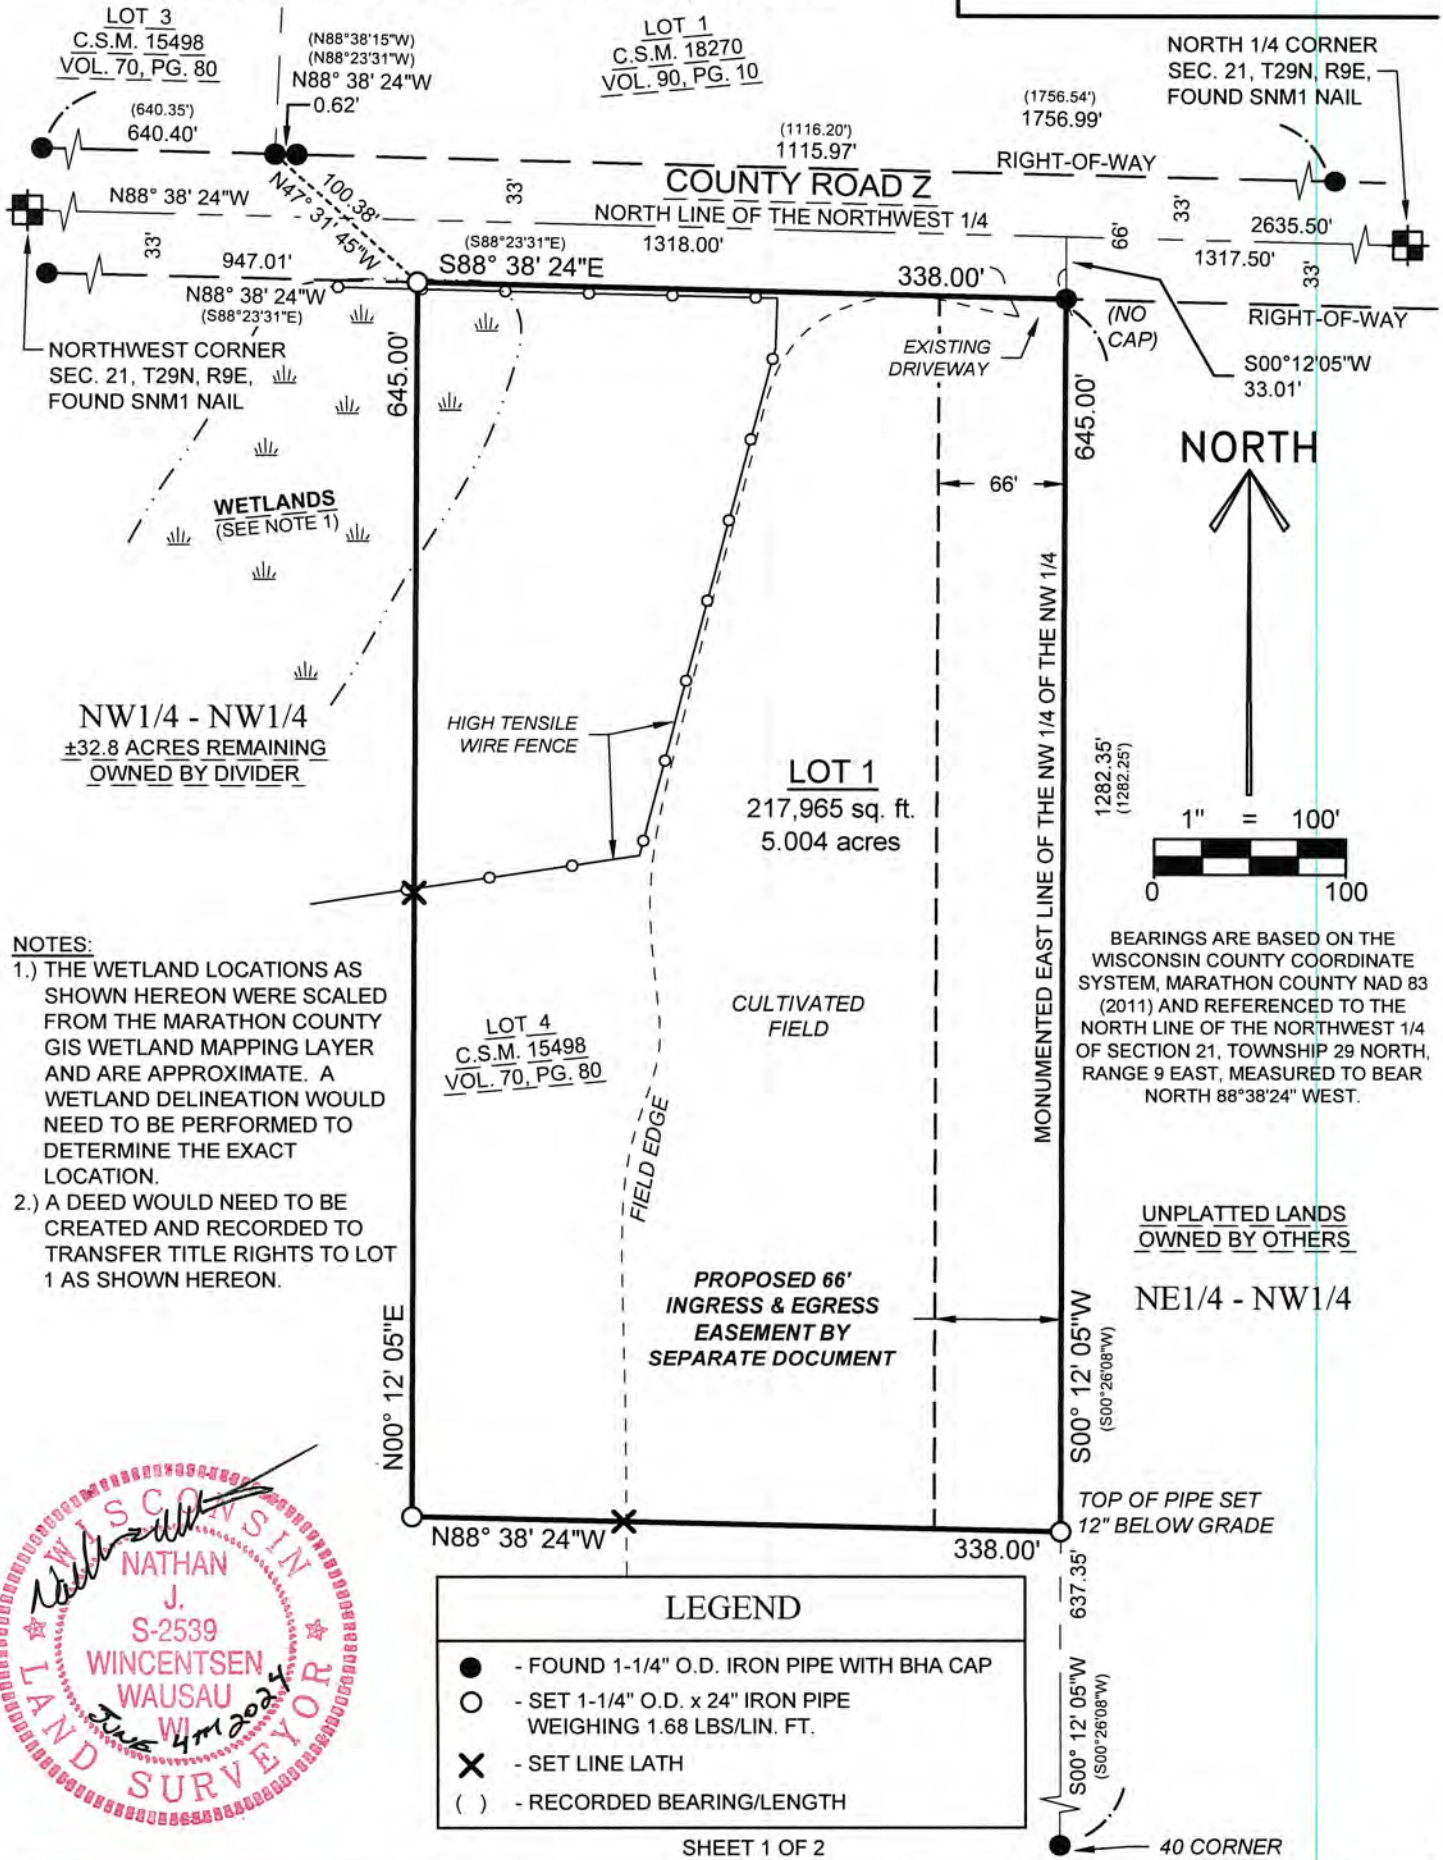 LOT 3
C.S.M. 15498
VOL. 70, PG. 80
(N88°38'15"W)
(N88°23'31"W)
N88° 38' 24"W
0.62'
LOT 1
C.S.M. 18270
VOL. 90, PG. 10
NORTH 1/4 CORNER
SEC. 21, T29N, R9E,
FOUND SNM1 NAIL
(640.35')
640.40'
(1116.20')
1115.97'
(1756.54')
1756.99'
RIGHT-OF-WAY
COUNTY ROAD Z
N88° 38' 24"W
N47° 31' 45"W
100.38'
33'
NORTH LINE OF THE NORTHWEST 1/4
66'
33'
2635.50'
33'
947.01'
(S88°23'31"E)
1318.00'
1317.50'
33'
N88° 38' 24"W
(S88°23'31"E)
S88° 38' 24"E
338.00'
(NO
CAP)
RIGHT-OF-WAY
NORTHWEST CORNER
SEC. 21, T29N, R9E,
FOUND SNM1 NAIL
645.00'
EXISTING
DRIVEWAY
645.00'
S00°12'05"W
33.01'
NORTH
66'
WETLANDS
(SEE NOTE 1)
MONUMENTED EAST LINE OF THE NW 1/4 OF THE NW 1/4
NW1/4 - NW1/4
±32.8 ACRES REMAINING
OWNED BY DIVIDER
HIGH TENSILE
WIRE FENCE
LOT 1
217,965 sq. ft.
5.004 acres
1282.35'
(1282.25')
1" = 100'
0 100
BEARINGS ARE BASED ON THE
WISCONSIN COUNTY COORDINATE
SYSTEM, MARATHON COUNTY NAD 83
(2011) AND REFERENCED TO THE
NORTH LINE OF THE NORTHWEST 1/4
OF SECTION 21, TOWNSHIP 29 NORTH,
RANGE 9 EAST, MEASURED TO BEAR
NORTH 88°38'24" WEST.
NOTES:
1.) THE WETLAND LOCATIONS AS
SHOWN HEREON WERE SCALED
FROM THE MARATHON COUNTY
GIS WETLAND MAPPING LAYER
AND ARE APPROXIMATE. A
WETLAND DELINEATION WOULD
NEED TO BE PERFORMED TO
DETERMINE THE EXACT
LOCATION.
2.) A DEED WOULD NEED TO BE
CREATED AND RECORDED TO
TRANSFER TITLE RIGHTS TO LOT
1 AS SHOWN HEREON.
LOT 4
C.S.M. 15498
VOL. 70, PG. 80
CULTIVATED
FIELD
FIELD EDGE
UNPLATTED LANDS
OWNED BY OTHERS
NE1/4 - NW1/4
PROPOSED 66'
INGRESS & EGRESS
EASEMENT BY
SEPARATE DOCUMENT
N00° 12' 05"E
S00° 12' 05"W
(S00°26'08"W)
N88° 38' 24"W
338.00'
TOP OF PIPE SET
12" BELOW GRADE
637.35'
S00° 12' 05"W
(S00°26'08"W)
40 CORNER
WISCONSIN
NATHAN
J.
S-2539
WINCENTSEN
WAUSAU
WI
JUNE 4TH 2024
LAND SURVEYOR
LEGEND
- FOUND 1-1/4" O.D. IRON PIPE WITH BHA CAP
- SET 1-1/4" O.D. x 24" IRON PIPE
WEIGHING 1.68 LBS/LIN. FT.
- SET LINE LATH
( ) - RECORDED BEARING/LENGTH
SHEET 1 OF 2